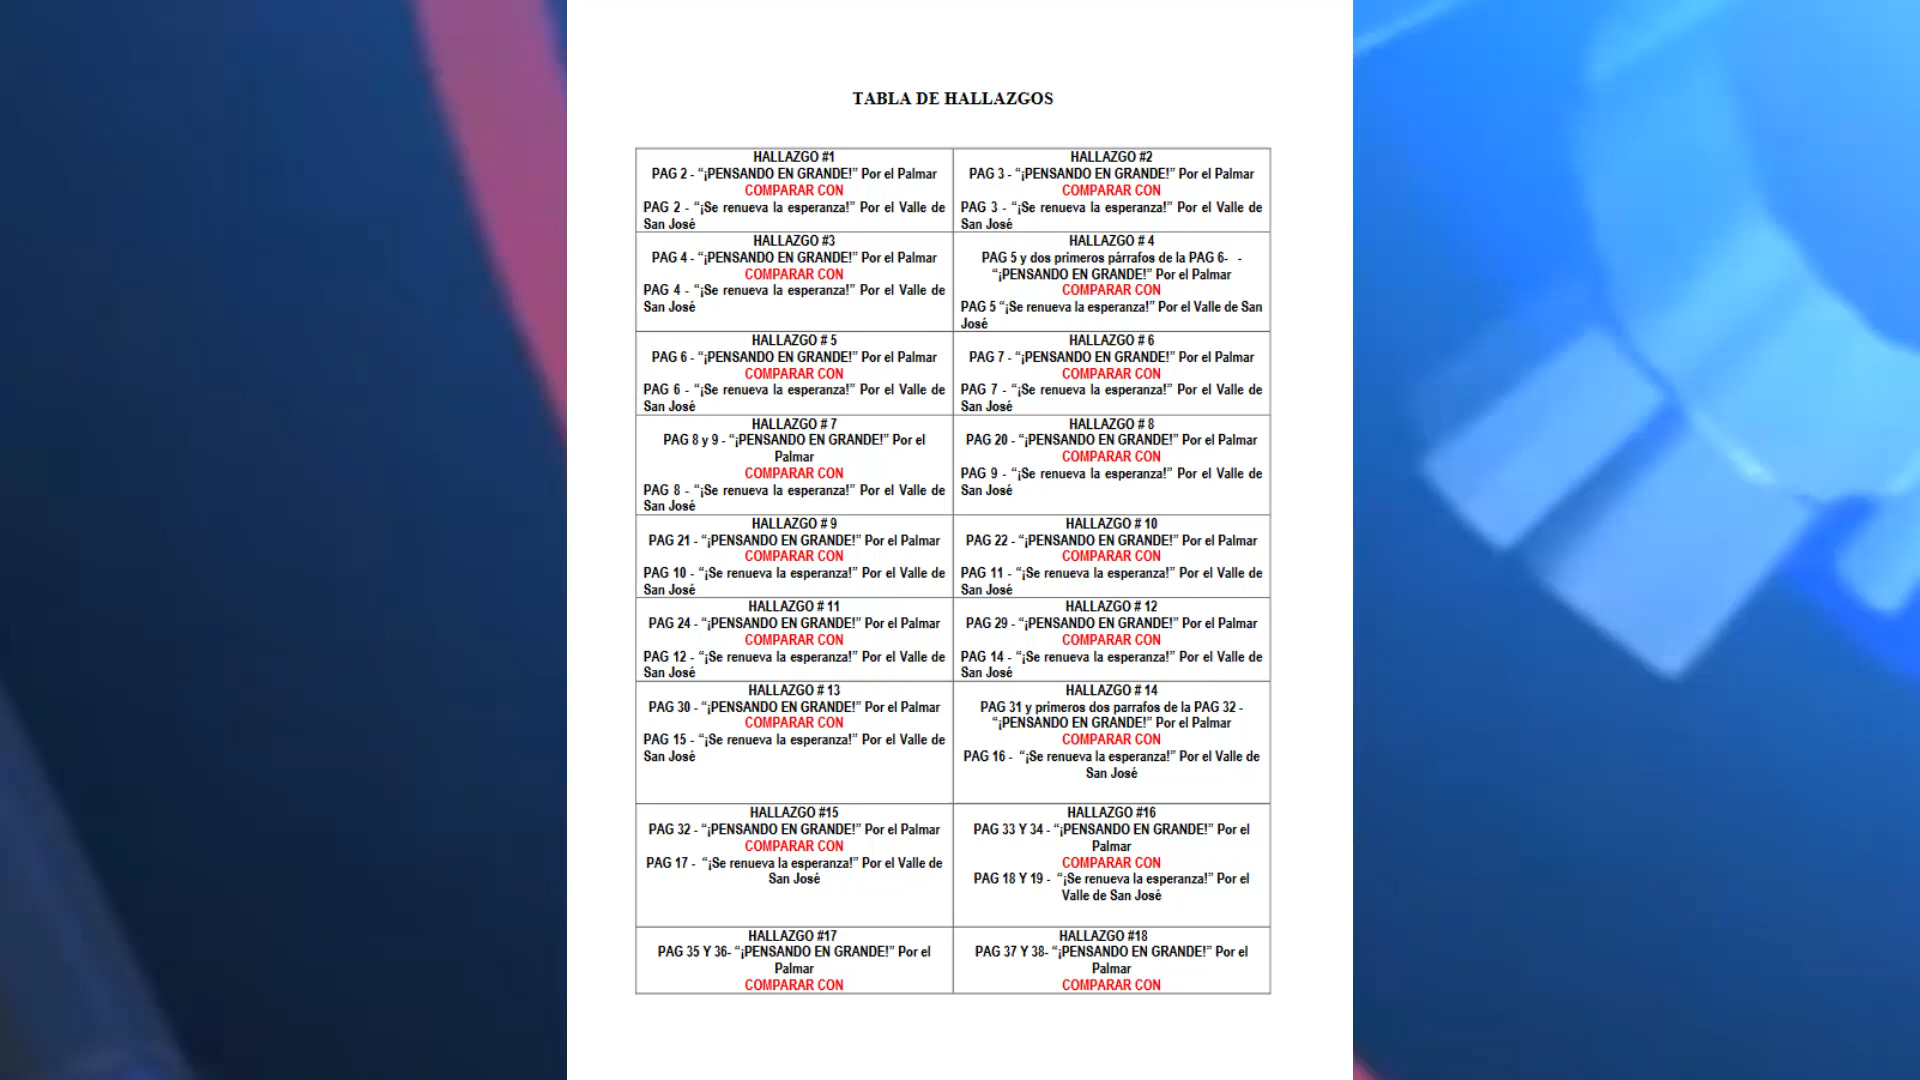 TABLA DE HALLAZGOS
HALLAZGO #1
PAG 2 - “¡PENSANDO EN GRANDE!” Por el Palmar
COMPARAR CON
PAG 2 - “¡Se renueva la esperanza!” Por el Valle de
San José
HALLAZGO #2
PAG 3 - “¡PENSANDO EN GRANDE!” Por el Palmar
COMPARAR CON
PAG 3 - “¡Se renueva la esperanza!” Por el Valle de
San José
HALLAZGO #3
PAG 4 - “¡PENSANDO EN GRANDE!” Por el Palmar
COMPARAR CON
PAG 4 - “¡Se renueva la esperanza!” Por el Valle de
San José
HALLAZGO # 4
PAG 5 y dos primeros párrafos de la PAG 6- -
“¡PENSANDO EN GRANDE!” Por el Palmar
COMPARAR CON
PAG 5 “¡Se renueva la esperanza!” Por el Valle de San
José
HALLAZGO # 5
PAG 6 - “¡PENSANDO EN GRANDE!” Por el Palmar
COMPARAR CON
PAG 6 - “¡Se renueva la esperanza!” Por el Valle de
San José
HALLAZGO # 6
PAG 7 - “¡PENSANDO EN GRANDE!” Por el Palmar
COMPARAR CON
PAG 7 - “¡Se renueva la esperanza!” Por el Valle de
San José
HALLAZGO # 7
PAG 8 y 9 - “¡PENSANDO EN GRANDE!” Por el
Palmar
COMPARAR CON
PAG 8 - “¡Se renueva la esperanza!” Por el Valle de
San José
HALLAZGO # 8
PAG 20 - “¡PENSANDO EN GRANDE!” Por el Palmar
COMPARAR CON
PAG 9 - “¡Se renueva la esperanza!” Por el Valle de
San José
HALLAZGO # 9
PAG 21 - “¡PENSANDO EN GRANDE!” Por el Palmar
COMPARAR CON
PAG 10 - “¡Se renueva la esperanza!” Por el Valle de
San José
HALLAZGO # 10
PAG 22 - “¡PENSANDO EN GRANDE!” Por el Palmar
COMPARAR CON
PAG 11 - “¡Se renueva la esperanza!” Por el Valle de
San José
HALLAZGO # 11
PAG 24 - “¡PENSANDO EN GRANDE!” Por el Palmar
COMPARAR CON
PAG 12 - “¡Se renueva la esperanza!” Por el Valle de
San José
HALLAZGO # 12
PAG 29 - “¡PENSANDO EN GRANDE!” Por el Palmar
COMPARAR CON
PAG 14 - “¡Se renueva la esperanza!” Por el Valle de
San José
HALLAZGO # 13
PAG 30 - “¡PENSANDO EN GRANDE!” Por el Palmar
COMPARAR CON
PAG 15 - “¡Se renueva la esperanza!” Por el Valle de
San José
HALLAZGO # 14
PAG 31 y primeros dos parrafos de la PAG 32 -
“¡PENSANDO EN GRANDE!” Por el Palmar
COMPARAR CON
PAG 16 - “¡Se renueva la esperanza!” Por el Valle de
San José
HALLAZGO #15
PAG 32 - “¡PENSANDO EN GRANDE!” Por el Palmar
COMPARAR CON
PAG 17 - “¡Se renueva la esperanza!” Por el Valle de
San José
HALLAZGO #16
PAG 33 Y 34 - “¡PENSANDO EN GRANDE!” Por el
Palmar
COMPARAR CON
PAG 18 Y 19 - “¡Se renueva la esperanza!” Por el
Valle de San José
HALLAZGO #17
PAG 35 Y 36- “¡PENSANDO EN GRANDE!” Por el
Palmar
COMPARAR CON
HALLAZGO #18
PAG 37 Y 38- “¡PENSANDO EN GRANDE!” Por el
Palmar
COMPARAR CON